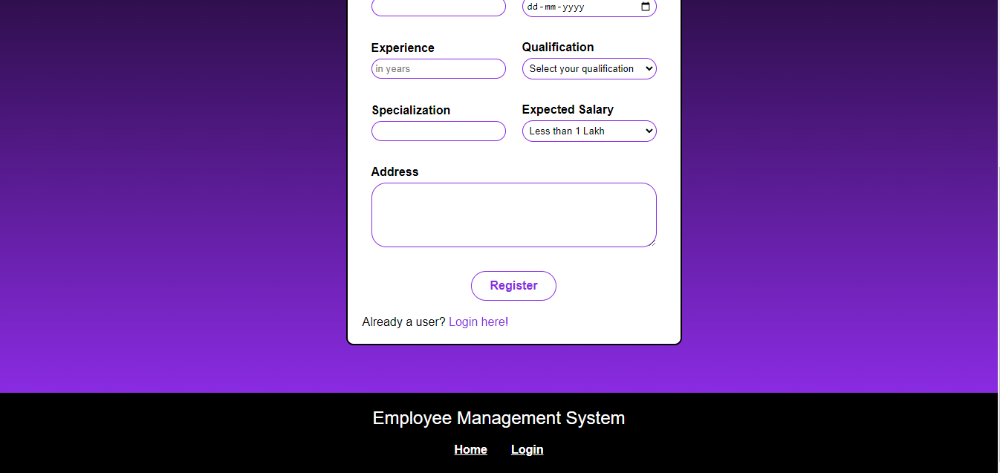 dd-mm-yyyy
Experience Qualification
in years Select your qualification
Specialization Expected Salary
Less than 1 Lakh
Address
Register
Already a user? Login here!
Employee Management System
Home Login